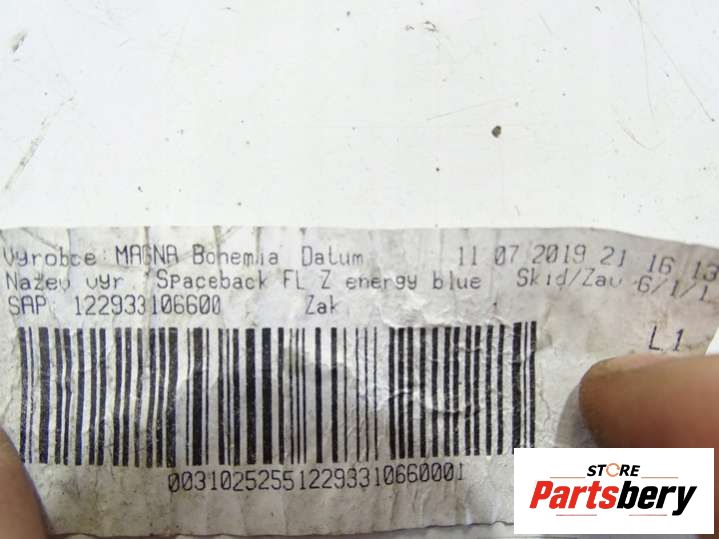 Vyrobce: MAGNA Bohemia Datum 11 07 2019 21 16 13
Nazev vyr : Spaceback FL Z energy blue Skid/Zav 6/1/1
SAP: 122933106600 Zak
L1
003102525512293310660001
STORE
Partsbery